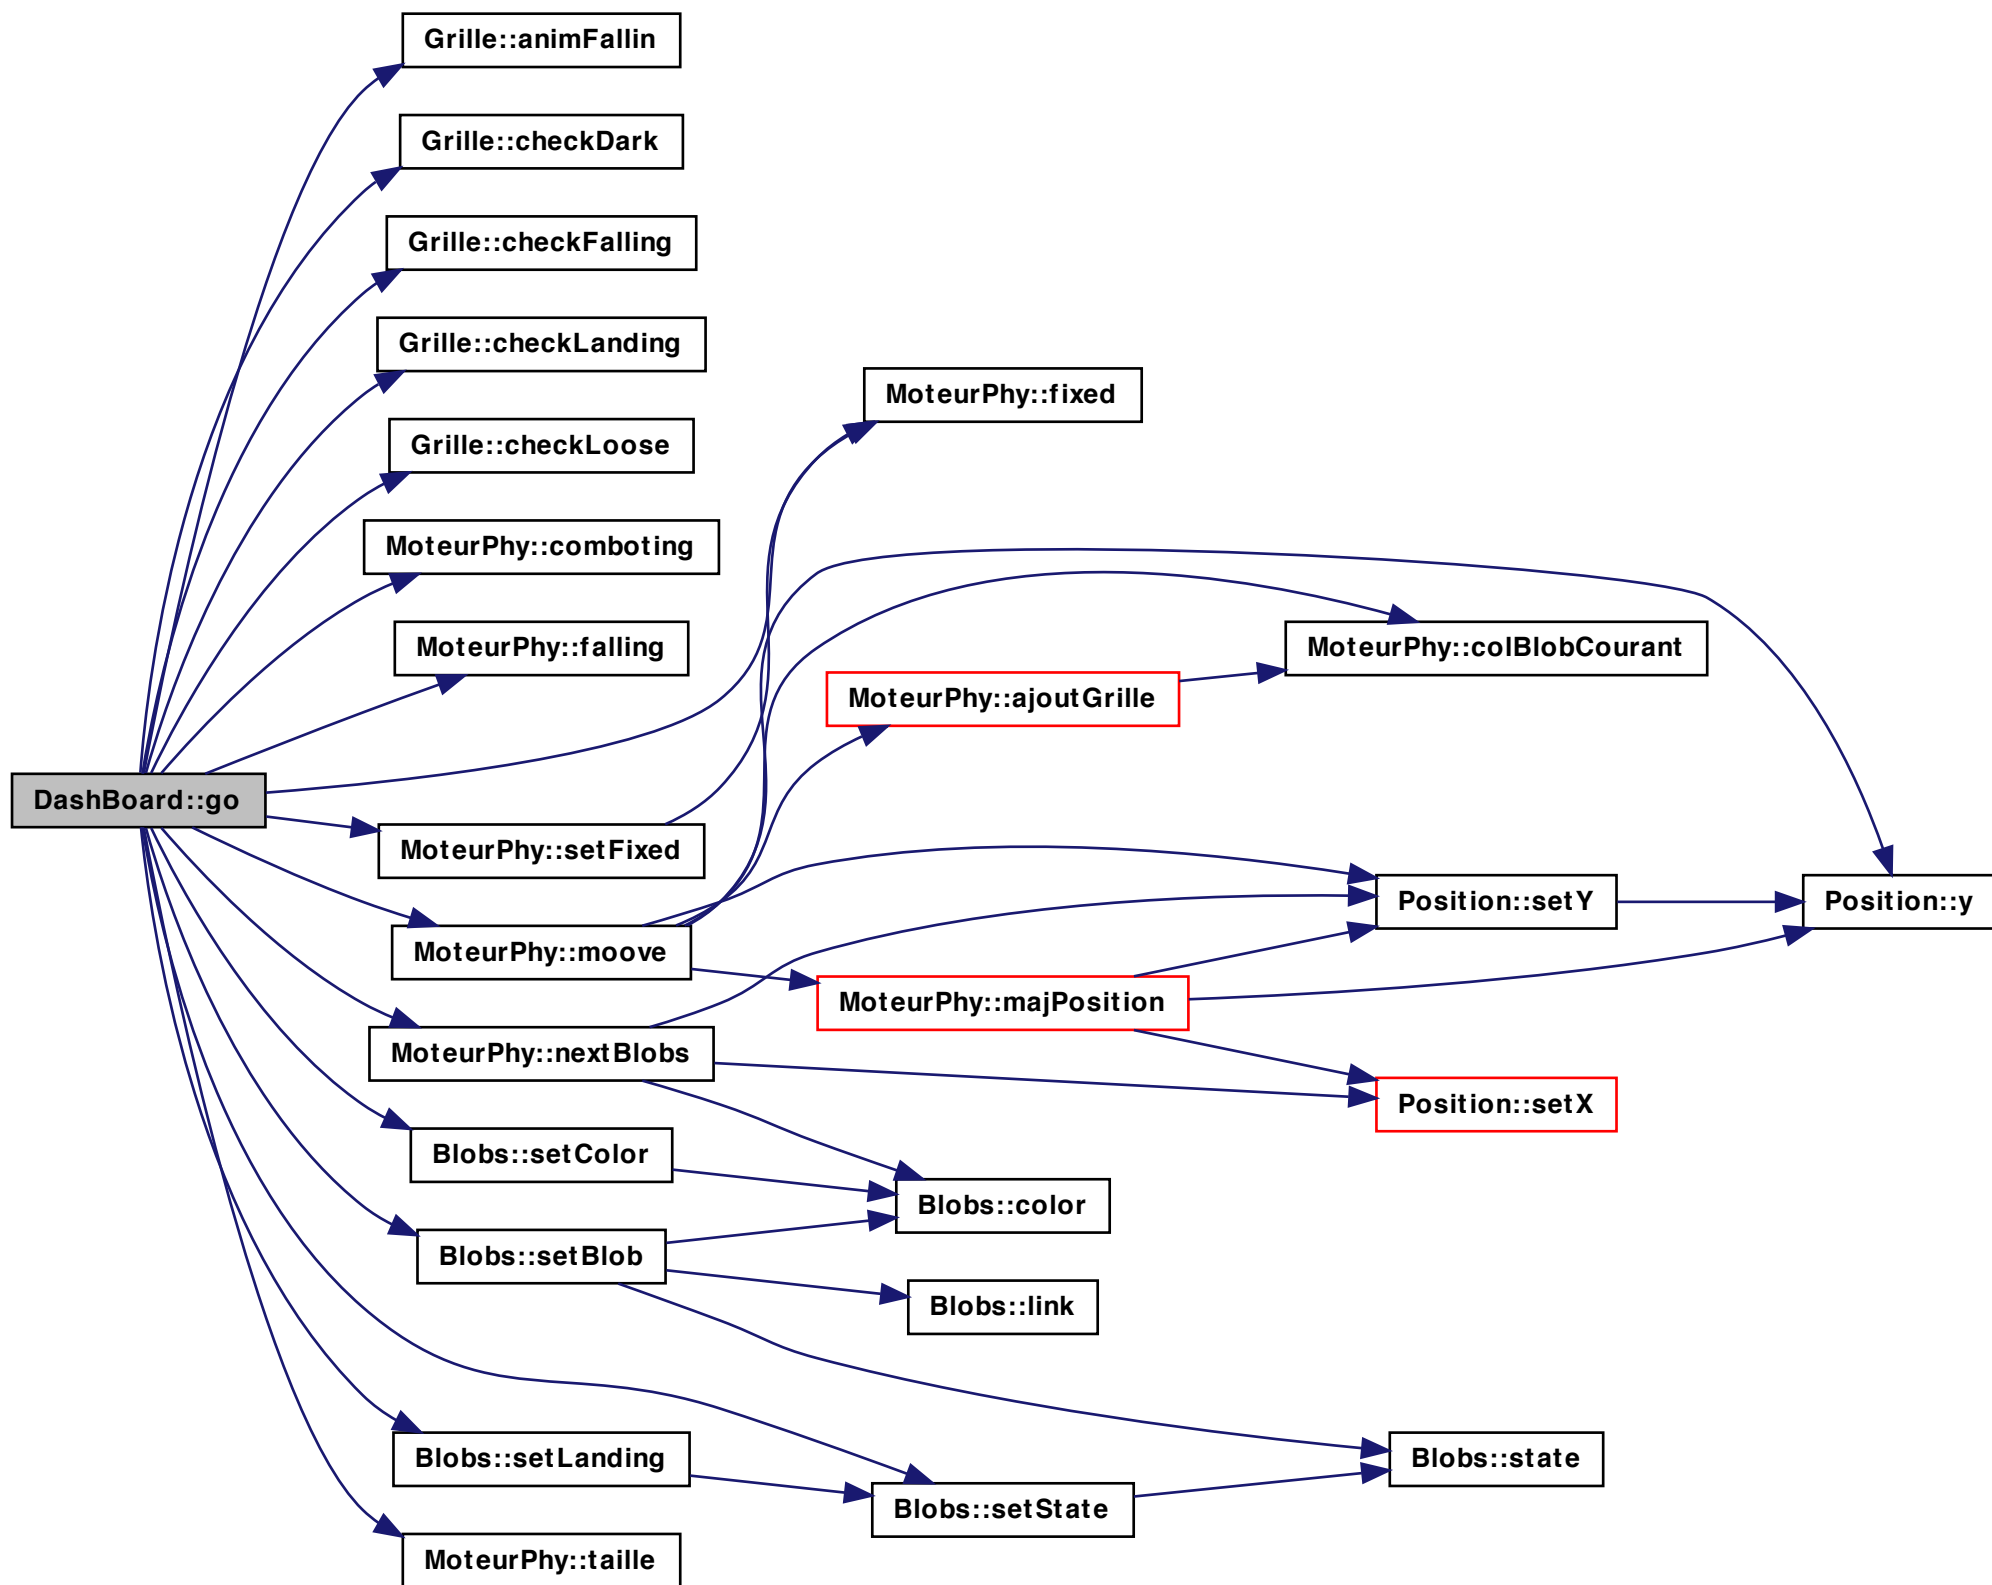 Grille::animFallin
Grille::checkDark
Grille::checkFalling
Grille::checkLanding
Grille::checkLoose
MoteurPhy::comboting
MoteurPhy::falling
DashBoard::go
MoteurPhy::setFixed
MoteurPhy::moove
MoteurPhy::nextBlobs
Blobs::setColor
Blobs::setBlob
Blobs::setLanding
MoteurPhy::taille
MoteurPhy::fixed
MoteurPhy::ajoutGrille
MoteurPhy::majPosition
Blobs::color
Blobs::link
Blobs::setState
MoteurPhy::colBlobCourant
Position::setY
Position::setX
Blobs::state
Position::y